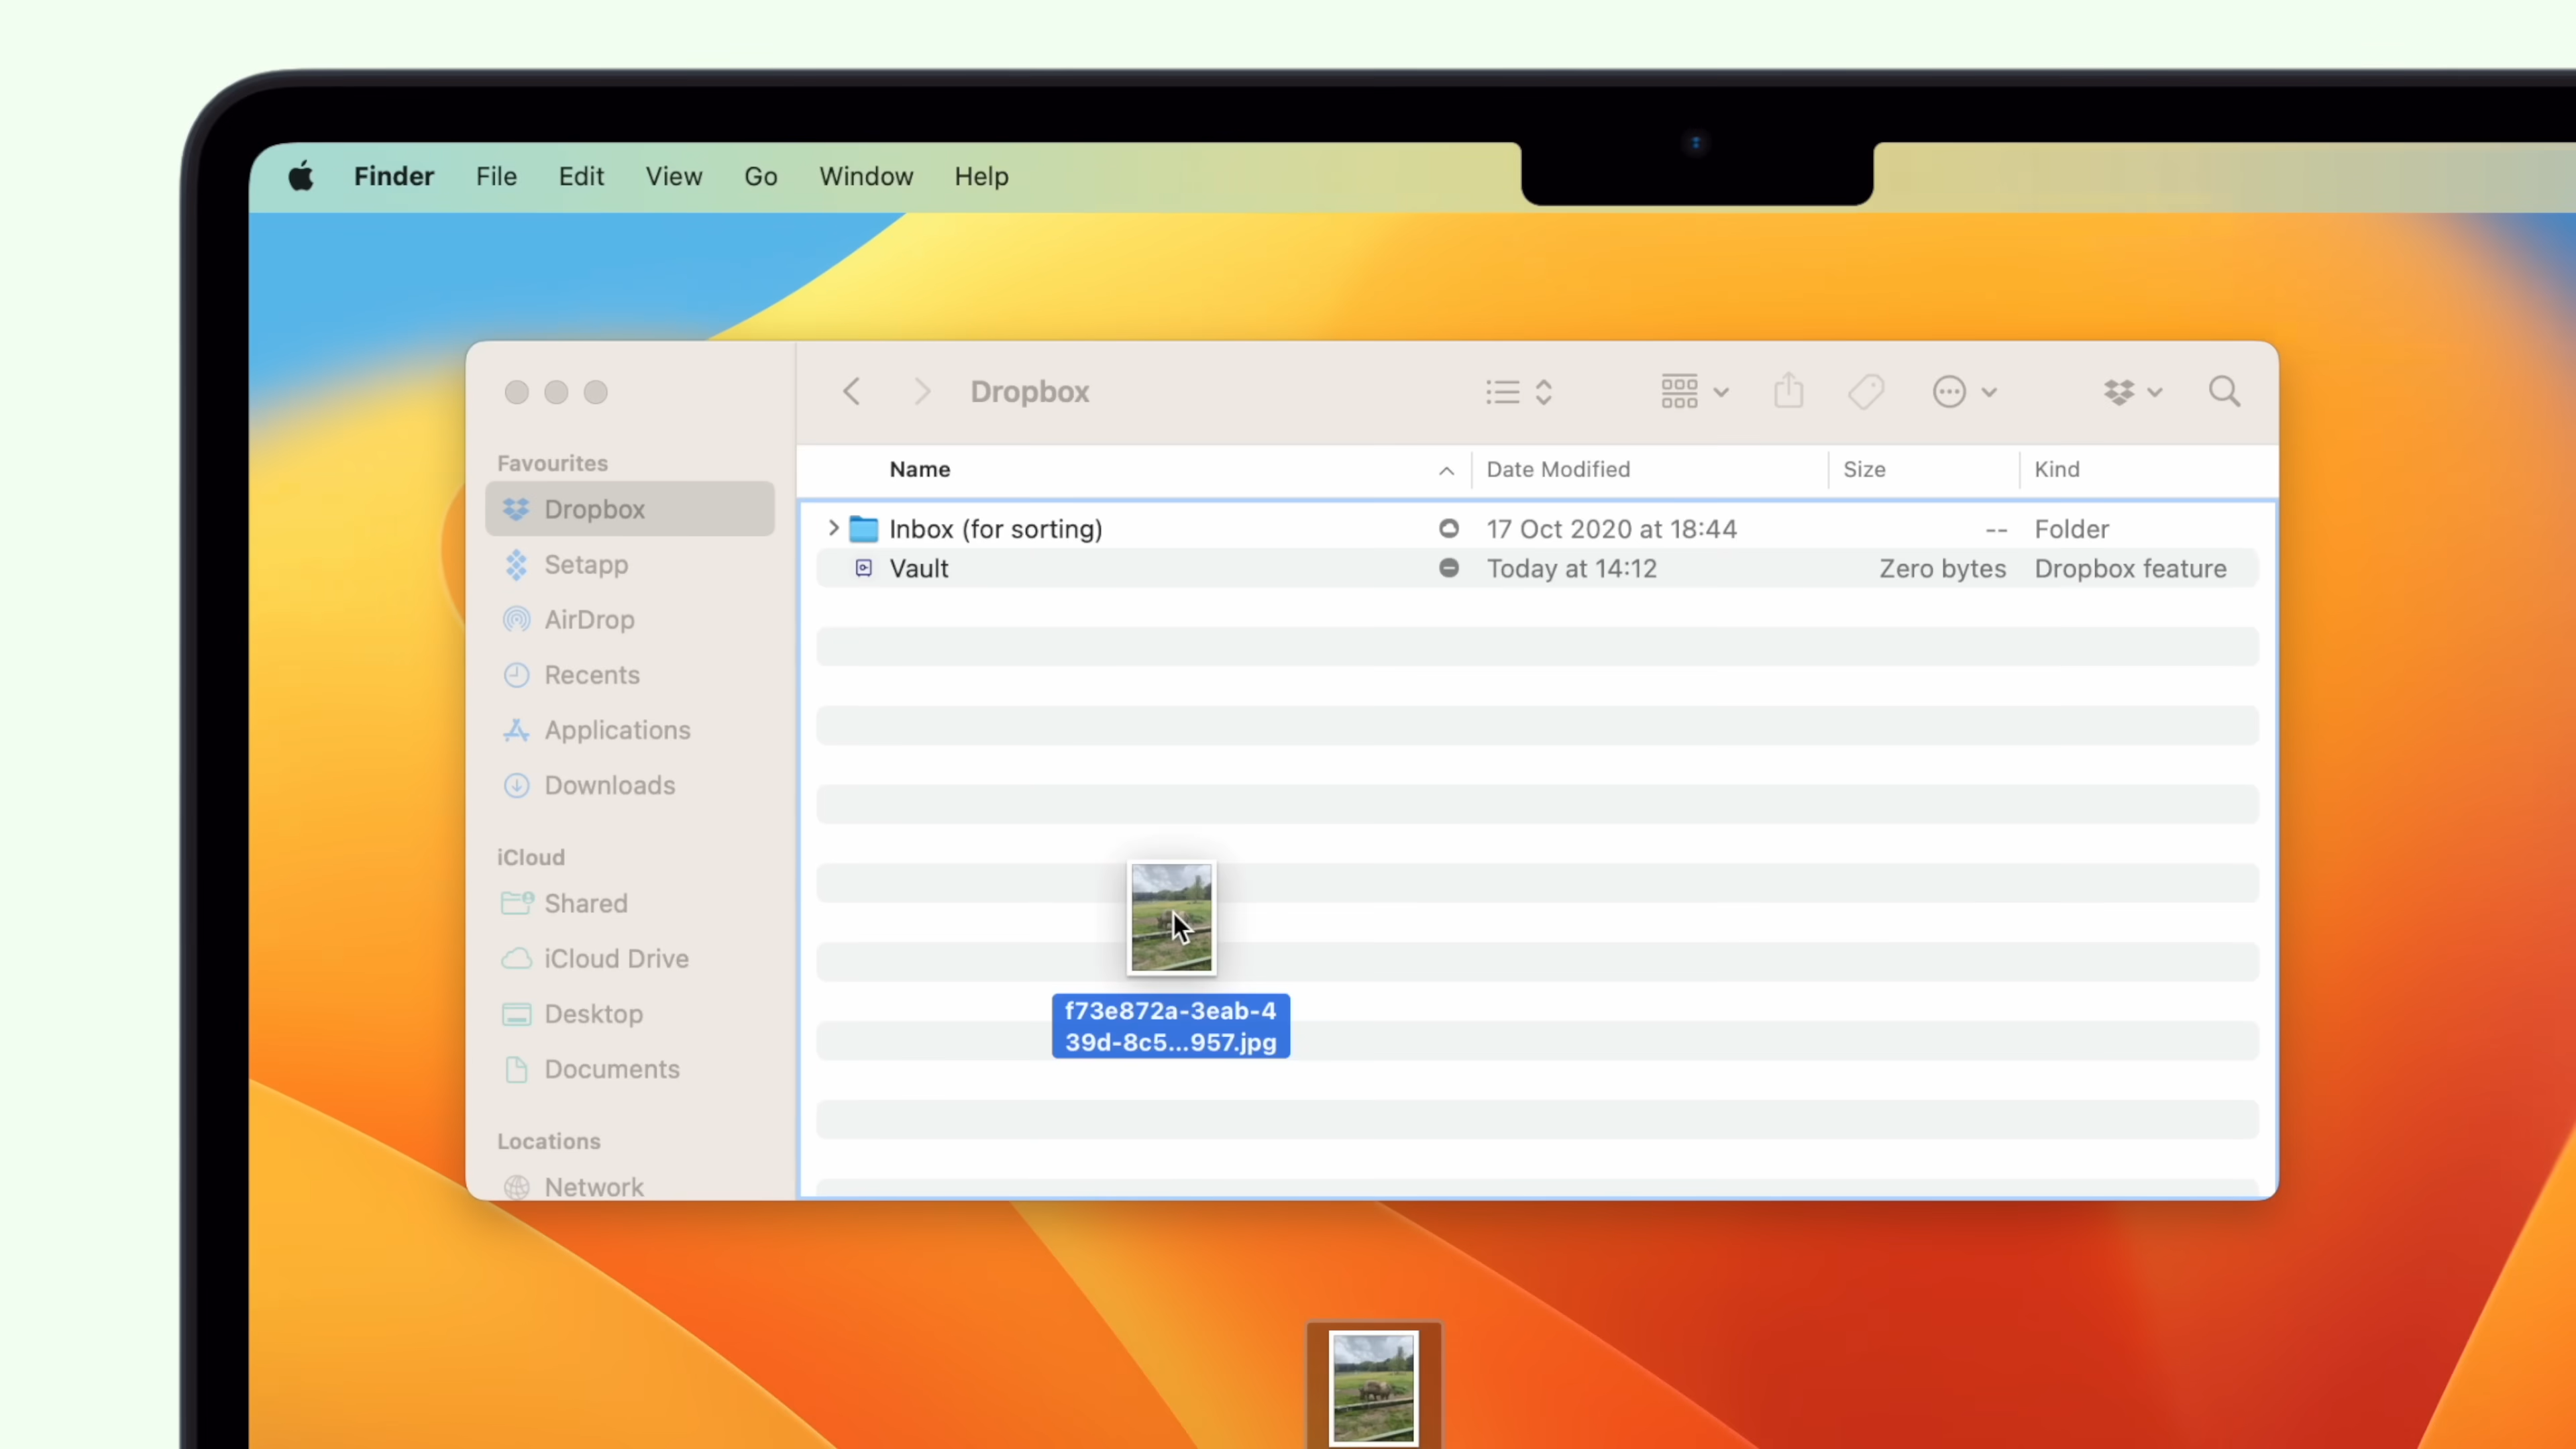 Finder File Edit View Go Window Help
Dropbox
Favourites
Dropbox
Setapp
AirDrop
Recents
Applications
Downloads
iCloud
Shared
iCloud Drive
Desktop
Documents
Locations
Network
Name Date Modified Size Kind
Inbox (for sorting) 17 Oct 2020 at 18:44 -- Folder
Vault Today at 14:12 Zero bytes Dropbox feature
f73e872a-3eab-4
39d-8c5...957.jpg